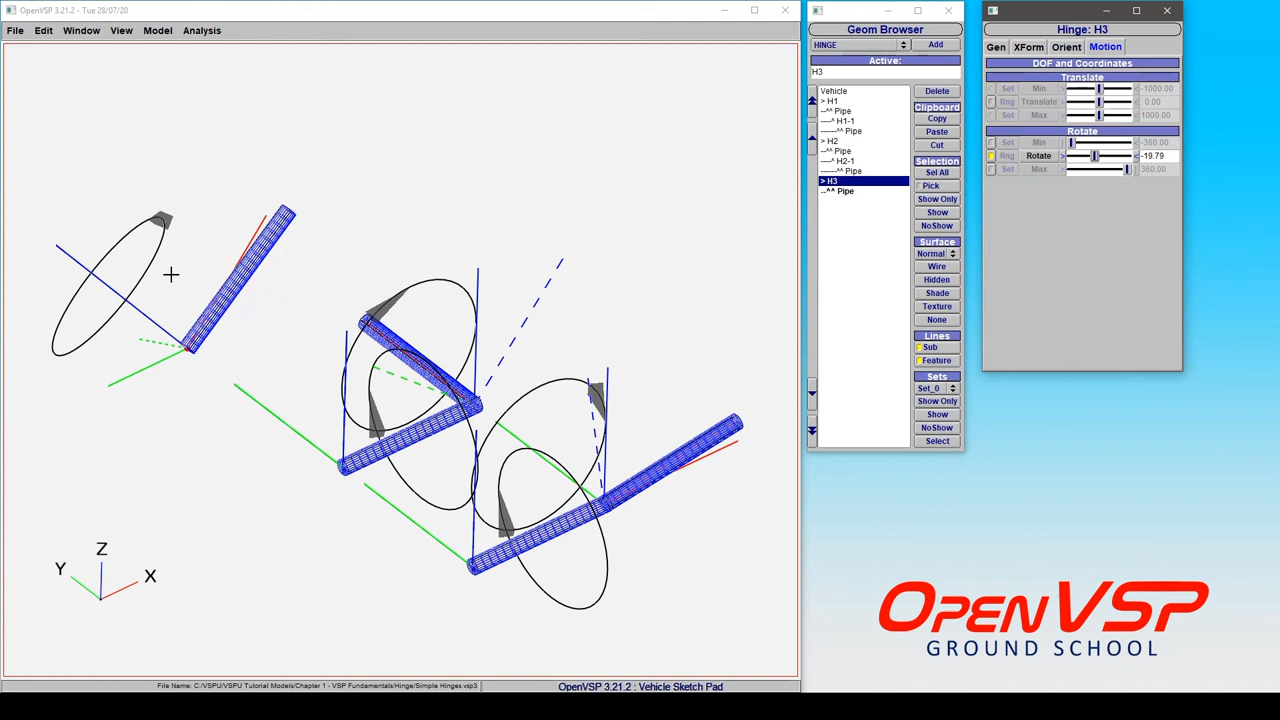 OpenVSP 3.21.2 - Tue 28/07/20
File Edit Window View Model Analysis
Z
Y
X
File Name: C:/VSPU/VSPU Tutorial Models/Chapter 1 - VSP Fundamentals/Hinge/Simple Hinges.vsp3
OpenVSP 3.21.2 : Vehicle Sketch Pad
Geom Browser
HINGE Add
Active:
H3
Vehicle
> H1
--^^ Pipe
----^ H1-1
------^^ Pipe
> H2
--^^ Pipe
----^ H2-1
------^^ Pipe
> H3
--^^ Pipe
Delete
Clipboard
Copy
Paste
Cut
Selection
Sel All
Pick
Show Only
Show
NoShow
Surface
Normal
Wire
Hidden
Shade
Texture
None
Lines
Sub
Feature
Sets
Set_0
Show Only
Show
NoShow
Select
Hinge: H3
Gen XForm Orient Motion
DOF and Coordinates
Translate
Set Min > < -1000.00
Rng Translate > < 0.00
Set Max > < 1000.00
Rotate
Set Min -360.00
Rng Rotate > < -19.79
Set Max 360.00
OpenVSP
GROUND SCHOOL